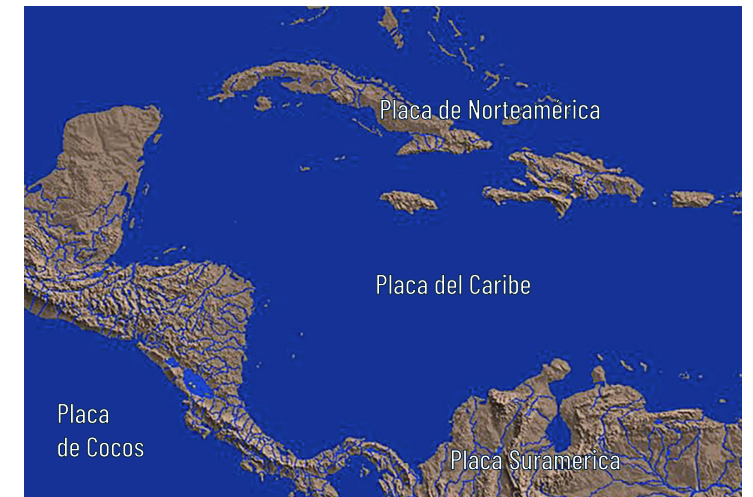 Placa de Norteamérica
Placa del Caribe
Placa
de Cocos
Placa Suramerica